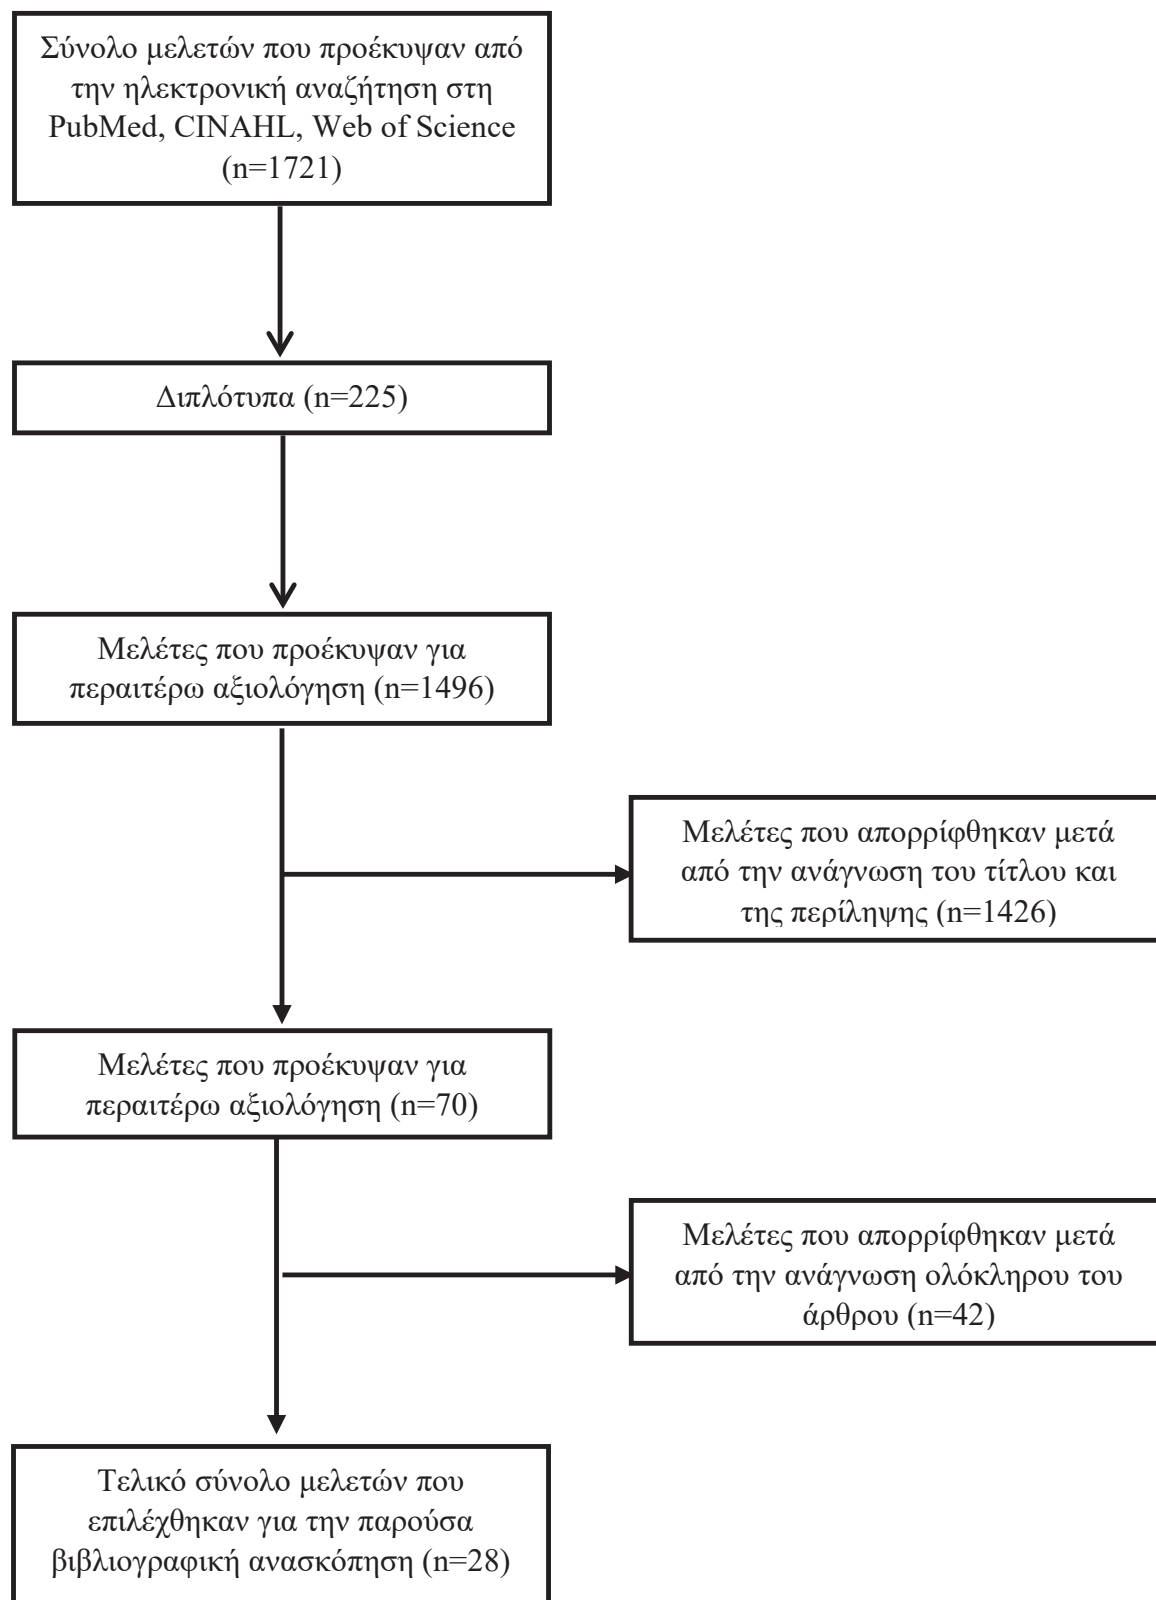 Σύνολο μελετών που προέκυψαν από
την ηλεκτρονική αναζήτηση στη
PubMed, CINAHL, Web of Science
(n=1721)
Διπλότυπα (n=225)
Μελέτες που προέκυψαν για
περαιτέρω αξιολόγηση (n=1496)
Μελέτες που απορρίφθηκαν μετά
από την ανάγνωση του τίτλου και
της περίληψης (n=1426)
Μελέτες που προέκυψαν για
περαιτέρω αξιολόγηση (n=70)
Μελέτες που απορρίφθηκαν μετά
από την ανάγνωση ολόκληρου του
άρθρου (n=42)
Τελικό σύνολο μελετών που
επιλέχθηκαν για την παρούσα
βιβλιογραφική ανασκόπηση (n=28)